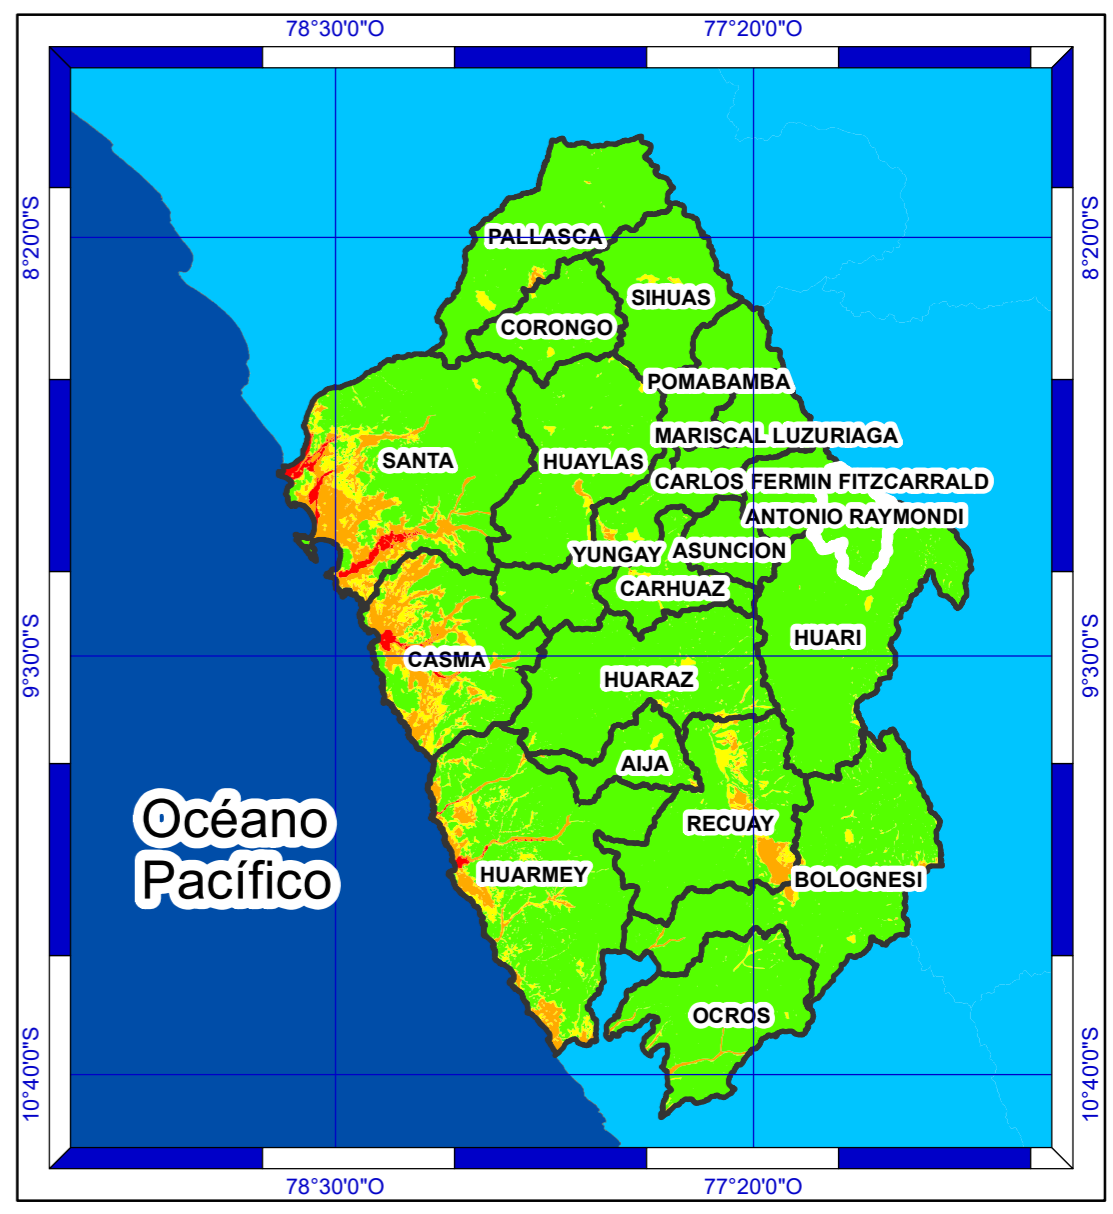 78°30'0"O
77°20'0"O
8°20'0"S
8°20'0"S
PALLASCA
SIHUAS
CORONGO
POMABAMBA
MARISCAL LUZURIAGA
SANTA
HUAYLAS
CARLOS FERMIN FITZCARRALD
ANTONIO RAYMONDI
YUNGAY
ASUNCION
CARHUAZ
HUARI
9°30'0"S
9°30'0"S
CASMA
HUARAZ
AIJA
Océano
Pacífico
RECUAY
HUARMEY
BOLOGNESI
OCROS
10°40'0"S
10°40'0"S
78°30'0"O
77°20'0"O